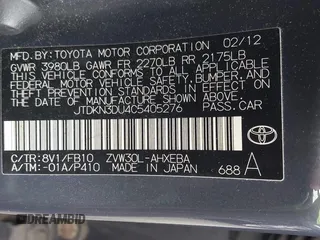 MFD. BY: TOYOTA MOTOR CORPORATION 02/12
GVWR 3980LB GAWR FR 2270LB RR 2175LB
THIS VEHICLE CONFORMS TO ALL APPLICABLE
FEDERAL MOTOR VEHICLE SAFETY, BUMPER, AND
THEFT PREVENTION STANDARDS IN EFFECT ON
THE DATE OF MANUFACTURE SHOWN ABOVE.
JTDKN3DU4C5405276
C/TR: 8V1/FB10 ZVW30L-AHXEBA
A/TM: -01A/P410 MADE IN JAPAN 688 A
TOYOTA
DREAMBID